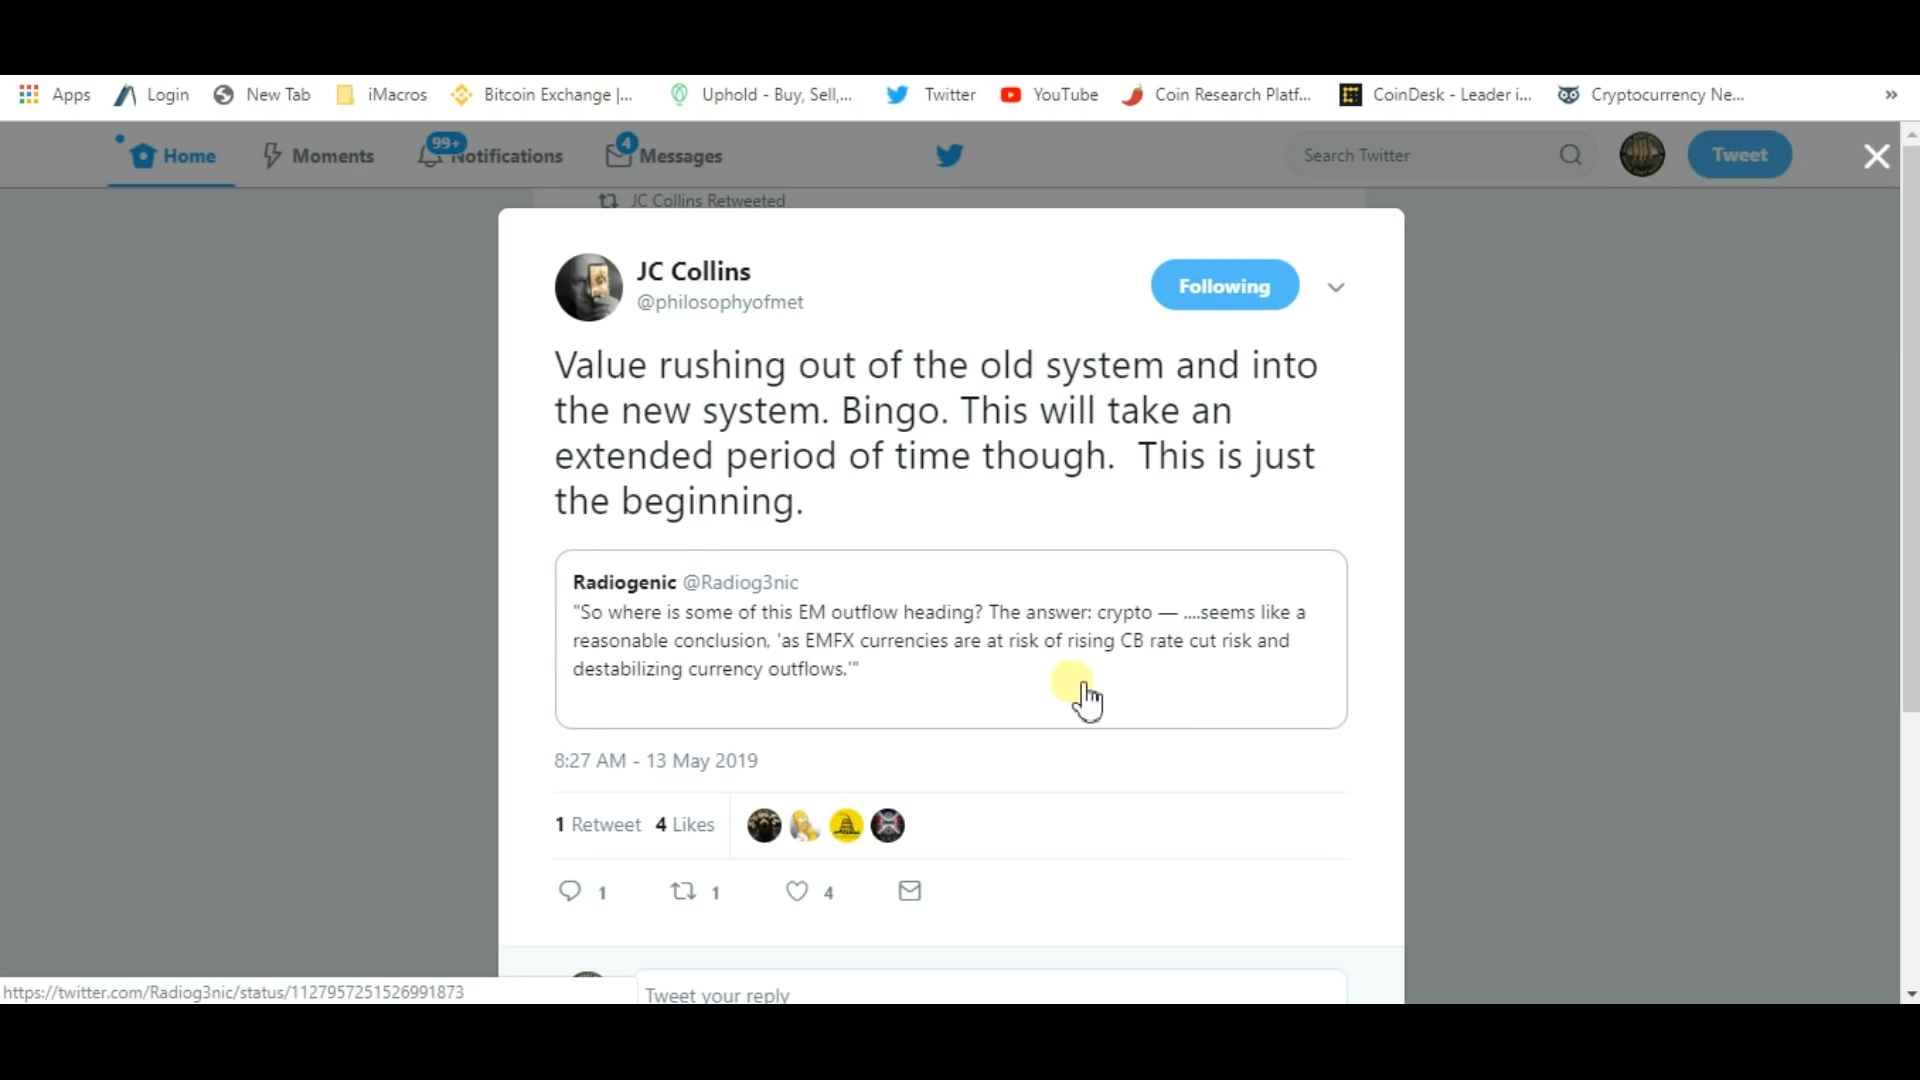 Apps Login New Tab iMacros Bitcoin Exchange |... Uphold - Buy, Sell,... Twitter YouTube Coin Research Platf... CoinDesk - Leader i... Cryptocurrency Ne... »
Home Moments 99+ Notifications 4 Messages Search Twitter Tweet
JC Collins Retweeted
JC Collins
@philosophyofmet
Following
Value rushing out of the old system and into
the new system. Bingo. This will take an
extended period of time though. This is just
the beginning.
Radiogenic @Radiog3nic
"So where is some of this EM outflow heading? The answer: crypto — ....seems like a
reasonable conclusion, 'as EMFX currencies are at risk of rising CB rate cut risk and
destabilizing currency outflows.'"
8:27 AM - 13 May 2019
1 Retweet 4 Likes
1 1 4
https://twitter.com/Radiog3nic/status/1127957251526991873
Tweet your reply